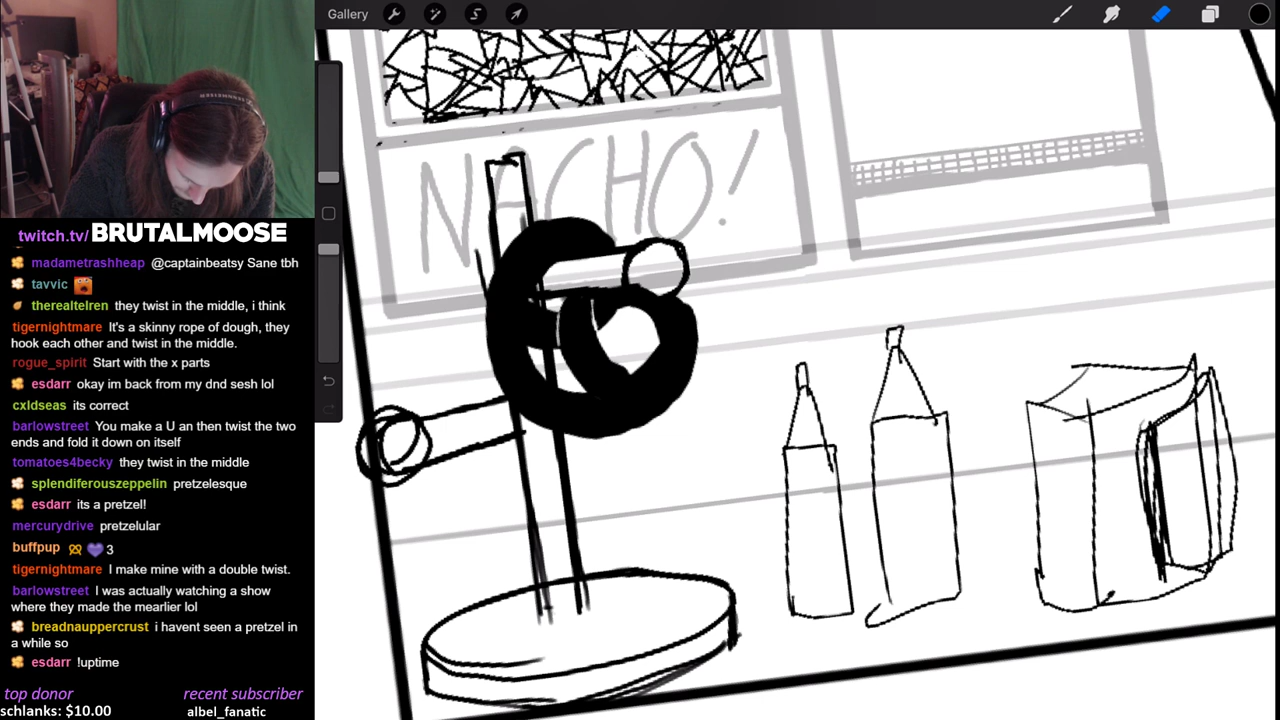 Gallery
NACHO!
twitch.tv/BRUTALMOOSE
madametrashheap @captainbeatsy Sane tbh
tavvic
therealtelren they twist in the middle, i think
tigernightmare It's a skinny rope of dough, they
hook each other and twist in the middle.
rogue_spirit Start with the x parts
esdarr okay im back from my dnd sesh lol
cxldseas its correct
barlowstreet You make a U an then twist the two
ends and fold it down on itself
tomatoes4becky they twist in the middle
splendiferouszeppelin pretzelesque
esdarr its a pretzel!
mercurydrive pretzelular
buffpup 3
tigernightmare I make mine with a double twist.
barlowstreet I was actually watching a show
where they made the mearlier lol
breadnauppercrust i havent seen a pretzel in
a while so
esdarr !uptime
top donor
schlanks: $10.00
recent subscriber
albel_fanatic